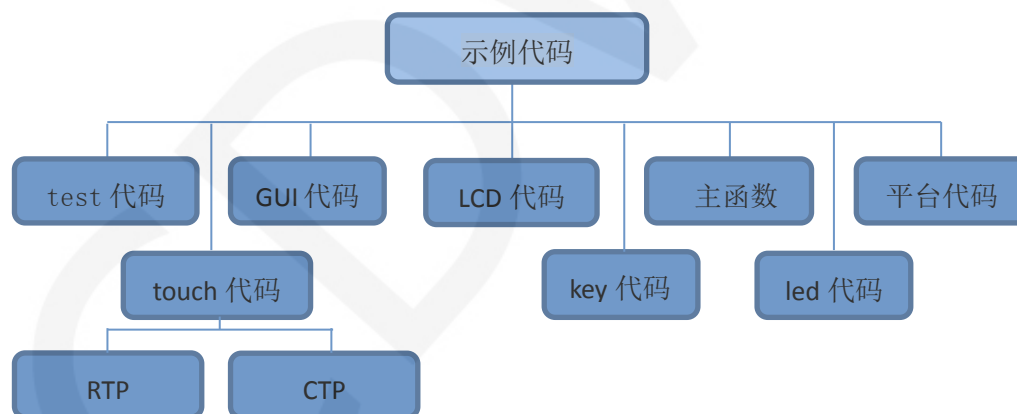 示例代码
test 代码
GUI 代码
LCD 代码
主函数
平台代码
touch 代码
key 代码
led 代码
RTP
CTP